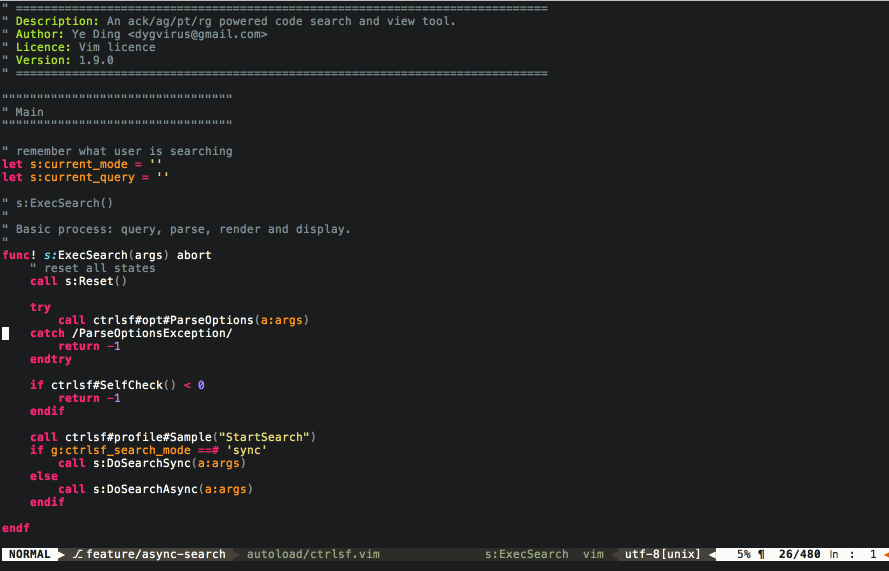 " ============================================================================
" Description: An ack/ag/pt/rg powered code search and view tool.
" Author: Ye Ding <dygvirus@gmail.com>
" Licence: Vim licence
" Version: 1.9.0
" ============================================================================
"""""""""""""""""""""""""""""""""
" Main
"""""""""""""""""""""""""""""""""
" remember what user is searching
let s:current_mode = ''
let s:current_query = ''
" s:ExecSearch()
"
" Basic process: query, parse, render and display.
"
func! s:ExecSearch(args) abort
    " reset all states
    call s:Reset()
    try
        call ctrlsf#opt#ParseOptions(a:args)
    catch /ParseOptionsException/
        return -1
    endtry
    if ctrlsf#SelfCheck() < 0
        return -1
    endif
    call ctrlsf#profile#Sample("StartSearch")
    if g:ctrlsf_search_mode ==# 'sync'
        call s:DoSearchSync(a:args)
    else
        call s:DoSearchAsync(a:args)
    endif
endf
NORMAL feature/async-search autoload/ctrlsf.vim s:ExecSearch vim utf-8[unix] 5% ¶ 26/480 ln : 1